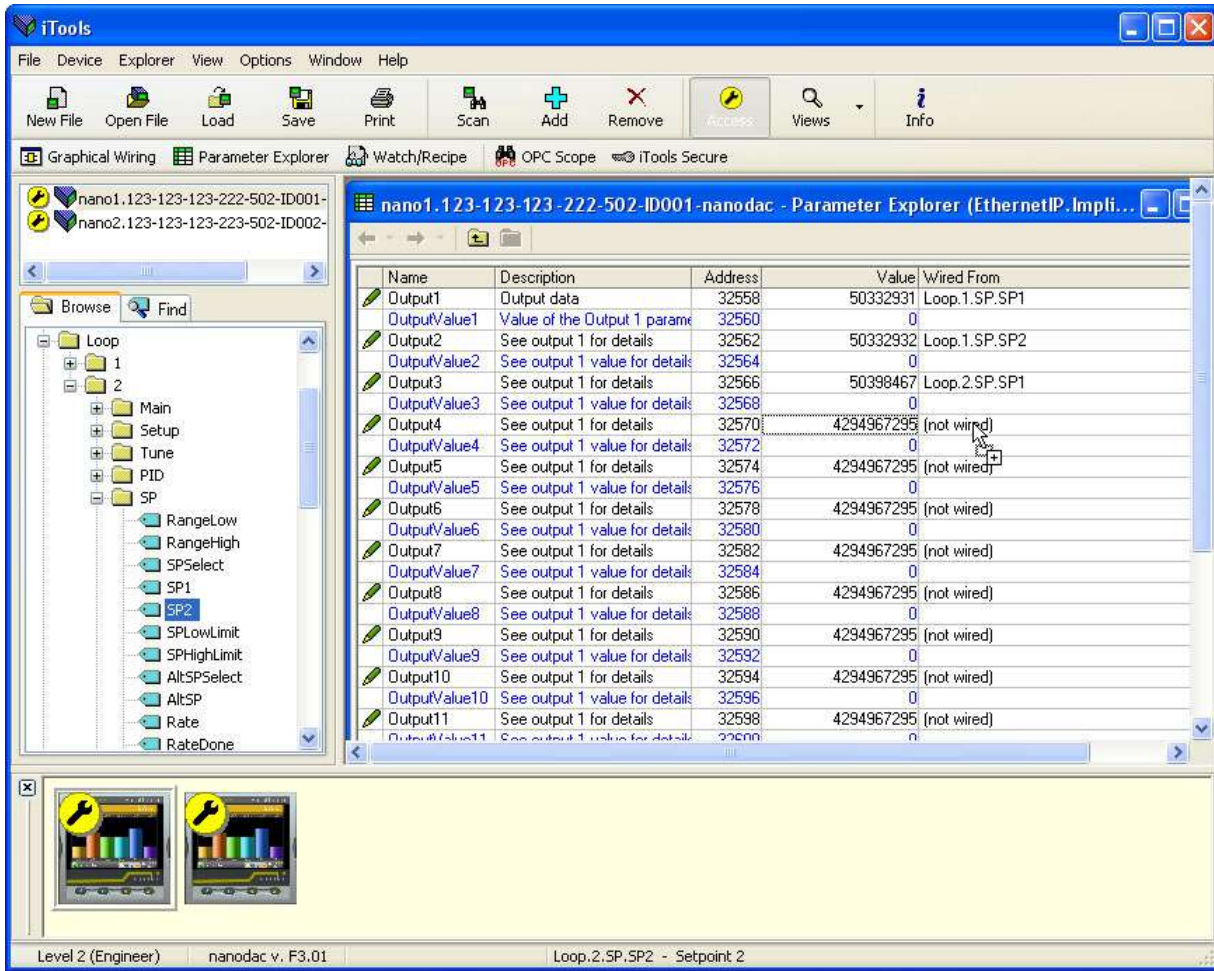 iTools
File Device Explorer View Options Window Help
New File Open File Load Save Print Scan Add Remove Access Views Info
Graphical Wiring Parameter Explorer Watch/Recipe OPC Scope iTools Secure
nano1.123-123-123-222-502-ID001-
nano2.123-123-123-223-502-ID002-
Browse Find
Loop
1
2
Main
Setup
Tune
PID
SP
RangeLow
RangeHigh
SPSelect
SP1
SP2
SPLowLimit
SPHighLimit
AltSPSelect
AltSP
Rate
RateDone
nano1.123-123-123-222-502-ID001-nanodac - Parameter Explorer (EthernetIP.Impli...
Name Description Address Value Wired From
Output1 Output data 32558 50332931 Loop.1.SP.SP1
OutputValue1 Value of the Output 1 parame 32560 0
Output2 See output 1 for details 32562 50332932 Loop.1.SP.SP2
OutputValue2 See output 1 value for details 32564 0
Output3 See output 1 for details 32566 50398467 Loop.2.SP.SP1
OutputValue3 See output 1 value for details 32568 0
Output4 See output 1 for details 32570 4294967295 (not wired)
OutputValue4 See output 1 value for details 32572 0
Output5 See output 1 for details 32574 4294967295 (not wired)
OutputValue5 See output 1 value for details 32576 0
Output6 See output 1 for details 32578 4294967295 (not wired)
OutputValue6 See output 1 value for details 32580 0
Output7 See output 1 for details 32582 4294967295 (not wired)
OutputValue7 See output 1 value for details 32584 0
Output8 See output 1 for details 32586 4294967295 (not wired)
OutputValue8 See output 1 value for details 32588 0
Output9 See output 1 for details 32590 4294967295 (not wired)
OutputValue9 See output 1 value for details 32592 0
Output10 See output 1 for details 32594 4294967295 (not wired)
OutputValue10 See output 1 value for details 32596 0
Output11 See output 1 for details 32598 4294967295 (not wired)
OutputValue11 See output 1 value for details 32600 0
Level 2 (Engineer) nanodac v. F3.01 Loop.2.SP.SP2 - Setpoint 2